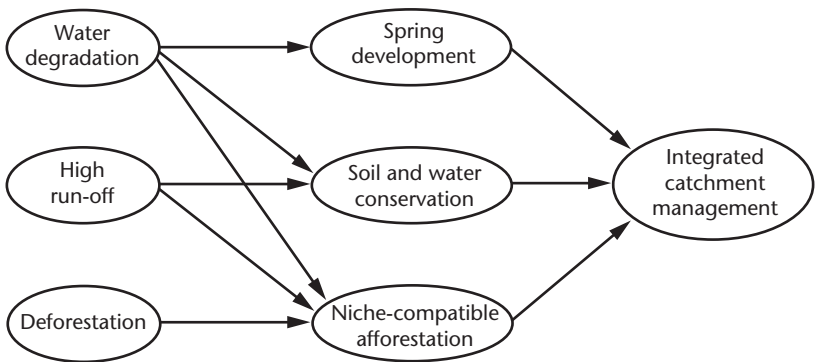 Water
degradation
Spring
development
High
run-off
Soil and water
conservation
Integrated
catchment
management
Deforestation
Niche-compatible
afforestation